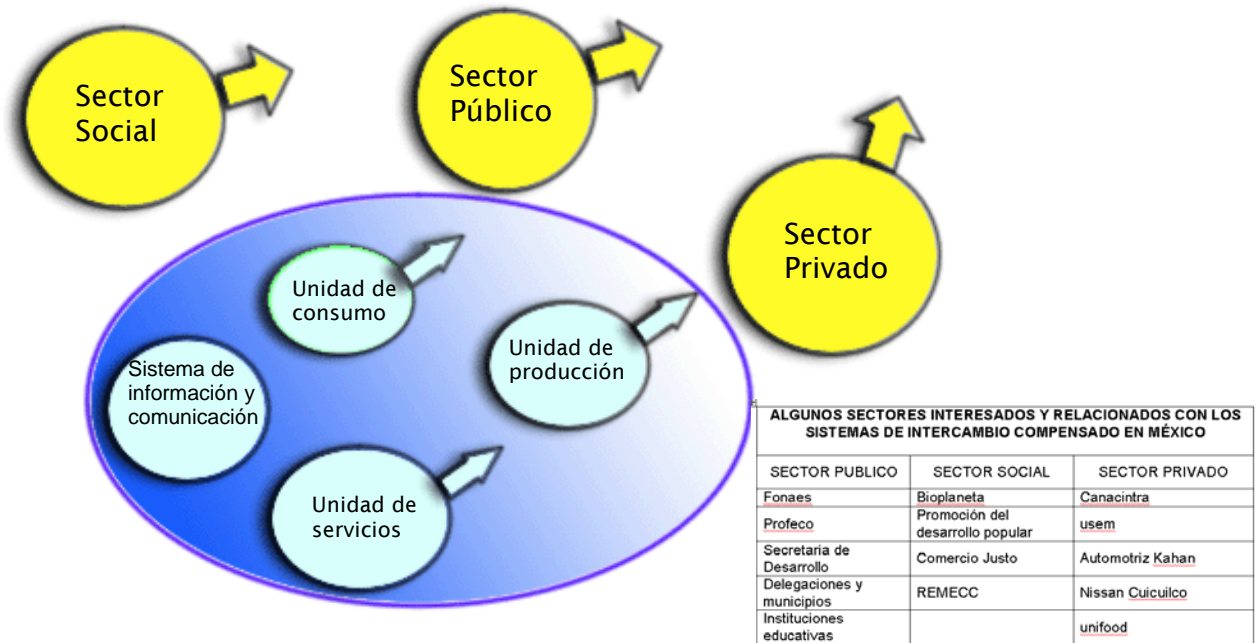 Sector
Social
Sector
Público
Sector
Privado
Unidad de
consumo
Unidad de
producción
Sistema de
información y
comunicación
Unidad de
servicios
ALGUNOS SECTORES INTERESADOS Y RELACIONADOS CON LOS
SISTEMAS DE INTERCAMBIO COMPENSADO EN MÉXICO
SECTOR PUBLICO SECTOR SOCIAL SECTOR PRIVADO
Fonaes Bioplaneta Canacintra
Profeco Promoción del
desarrollo popular usem
Secretaria de
Desarrollo Comercio Justo Automotriz Kahan
Delegaciones y
municipios REMECC Nissan Cuicuilco
Instituciones
educativas unifood